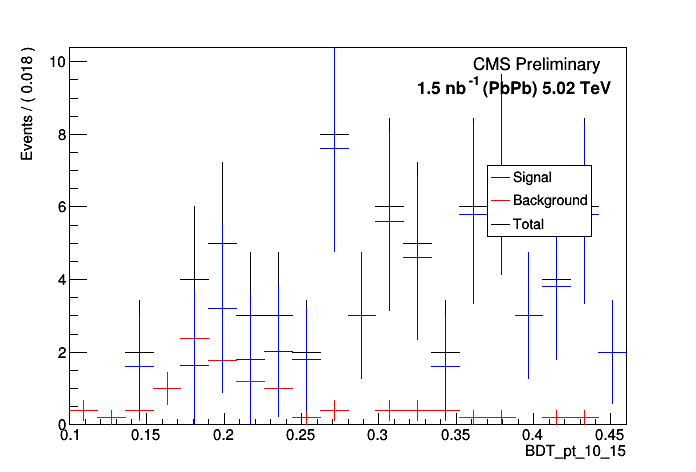 CMS Preliminary
1.5 nb⁻¹ (PbPb) 5.02 TeV
Events / ( 0.018 )
10
8
6
4
2
0
Signal
Background
Total
0.1 0.15 0.2 0.25 0.3 0.35 0.4 0.45
BDT_pt_10_15